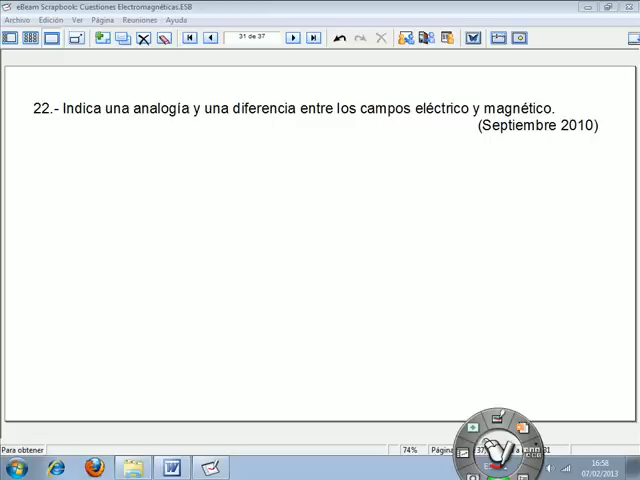 eBeam Scrapbook: Cuestiones Electromagnéticas.ESB
Archivo Edición Ver Página Reuniones Ayuda
31 de 37
22.- Indica una analogía y una diferencia entre los campos eléctrico y magnético.
(Septiembre 2010)
Para obtener
74%
16:58
07/02/2013